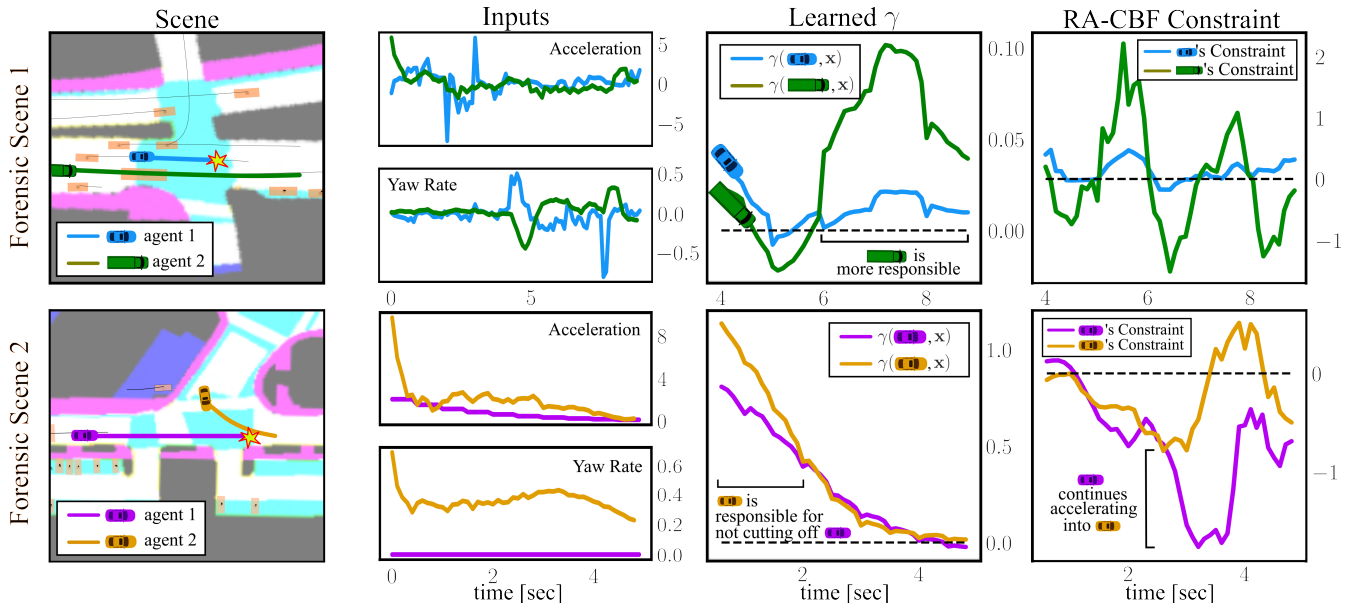 Scene
Inputs
Learned γ
RA-CBF Constraint
Forensic Scene 1
agent 1
agent 2
Acceleration
5
0
−5
Yaw Rate
0.5
0.0
−0.5
0
5
γ( , x)
γ( , x)
0.10
0.05
0.00
is
more responsible
4
6
8
's Constraint
's Constraint
2
1
0
−1
4
6
8
Forensic Scene 2
agent 1
agent 2
Acceleration
8
4
0
Yaw Rate
0.6
0.4
0.2
0.0
0
2
4
time [sec]
γ( , x)
γ( , x)
1.0
0.5
0.0
is
responsible for
not cutting off
2
4
time [sec]
's Constraint
's Constraint
0
−1
continues
accelerating
into
2
4
time [sec]